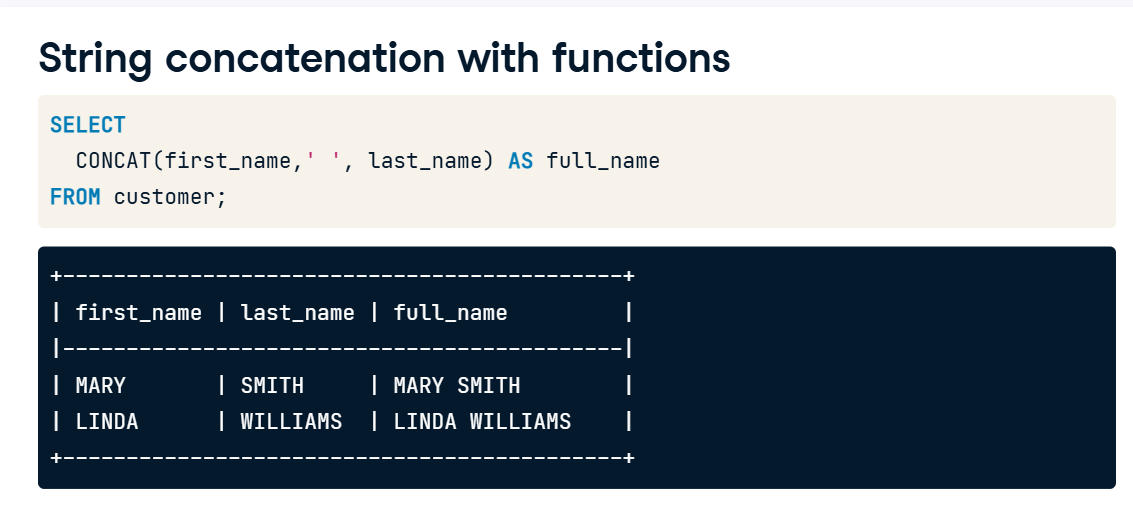 String concatenation with functions
SELECT
  CONCAT(first_name,' ', last_name) AS full_name
FROM customer;
+--------------------------------------------+
| first_name | last_name | full_name         |
|--------------------------------------------|
| MARY       | SMITH     | MARY SMITH        |
| LINDA      | WILLIAMS  | LINDA WILLIAMS    |
+--------------------------------------------+